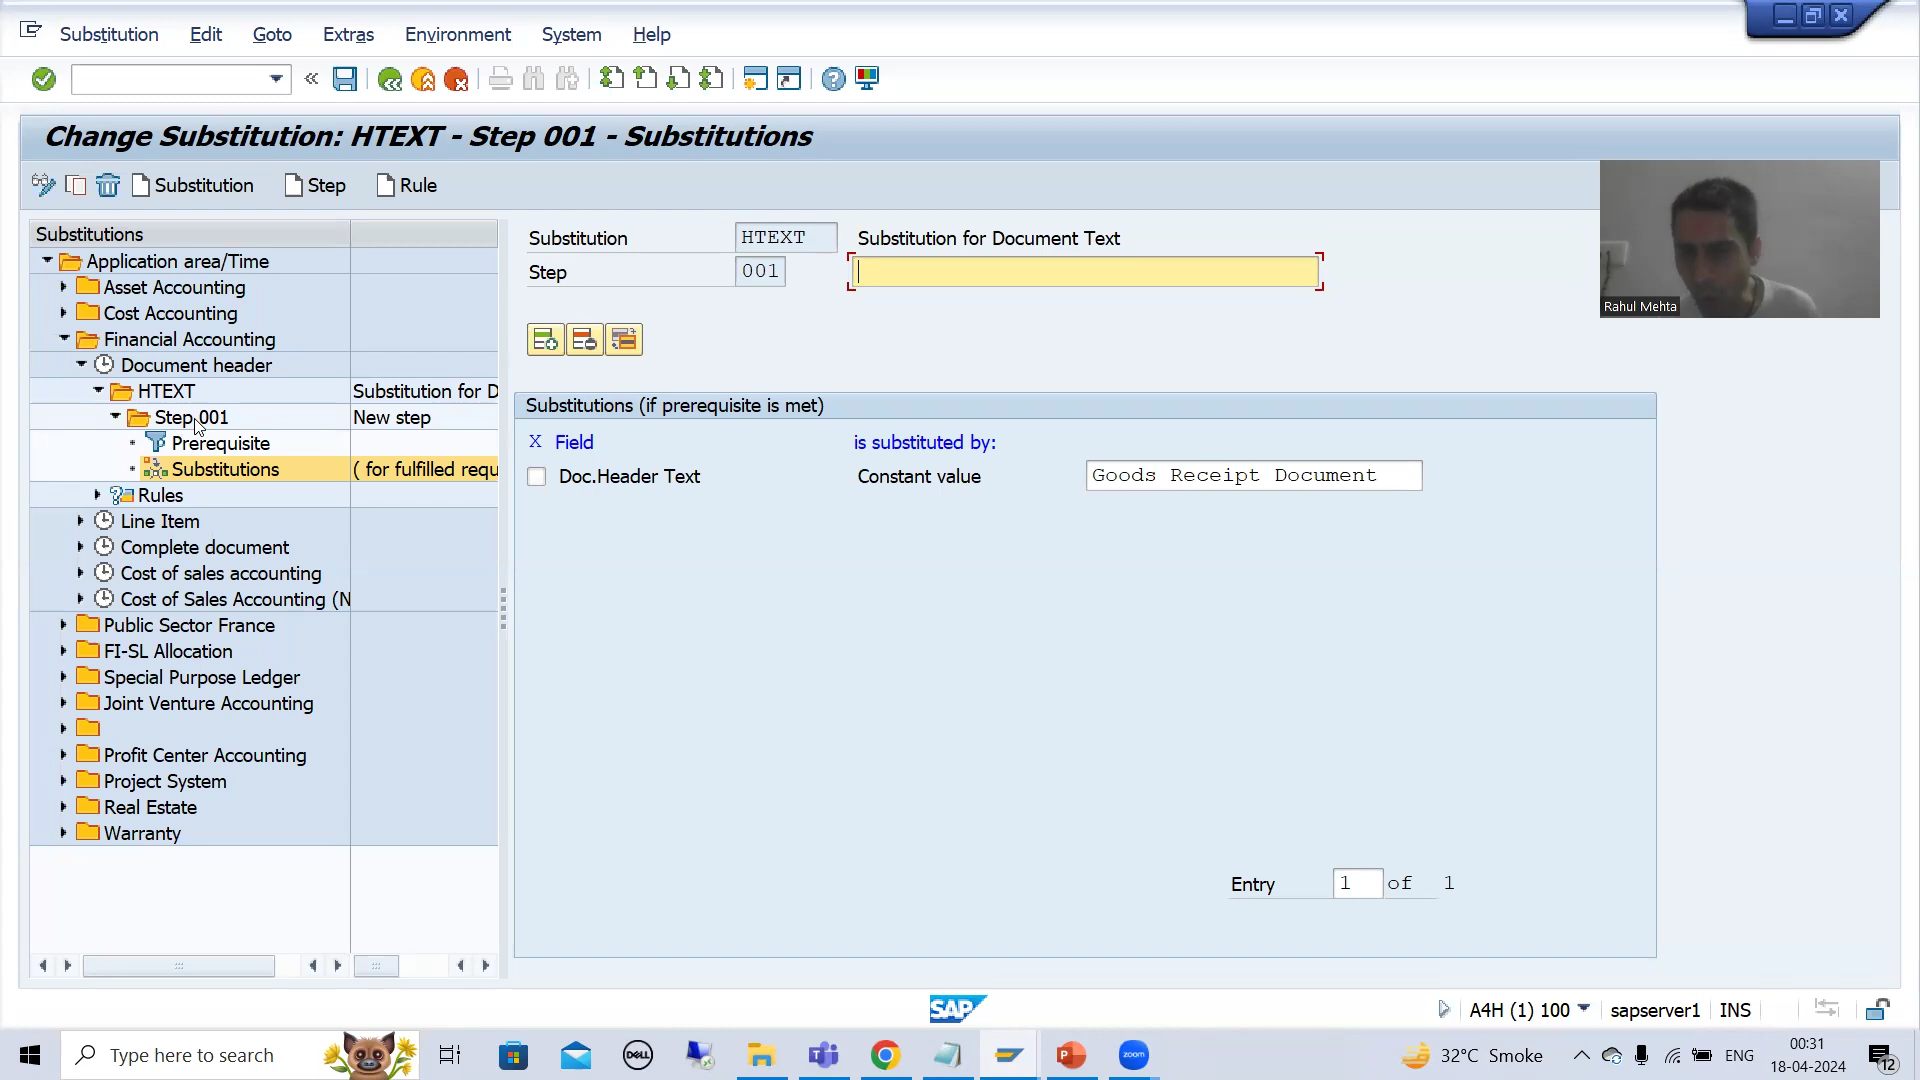 Substitution Edit Goto Extras Environment System Help
Change Substitution: HTEXT - Step 001 - Substitutions
Substitution Step Rule
Rahul Mehta
Substitutions
Application area/Time
Asset Accounting
Cost Accounting
Financial Accounting
Document header
HTEXT Substitution for D
Step 001 New step
Prerequisite
Substitutions ( for fulfilled requ
Rules
Line Item
Complete document
Cost of sales accounting
Cost of Sales Accounting (N
Public Sector France
FI-SL Allocation
Special Purpose Ledger
Joint Venture Accounting
Profit Center Accounting
Project System
Real Estate
Warranty
Substitution HTEXT Substitution for Document Text
Step 001
Substitutions (if prerequisite is met)
X Field is substituted by:
Doc.Header Text Constant value Goods Receipt Document
Entry 1 of 1
SAP
A4H (1) 100 sapserver1 INS
Type here to search
DELL
zoom
32°C Smoke
ENG
00:31
18-04-2024
12